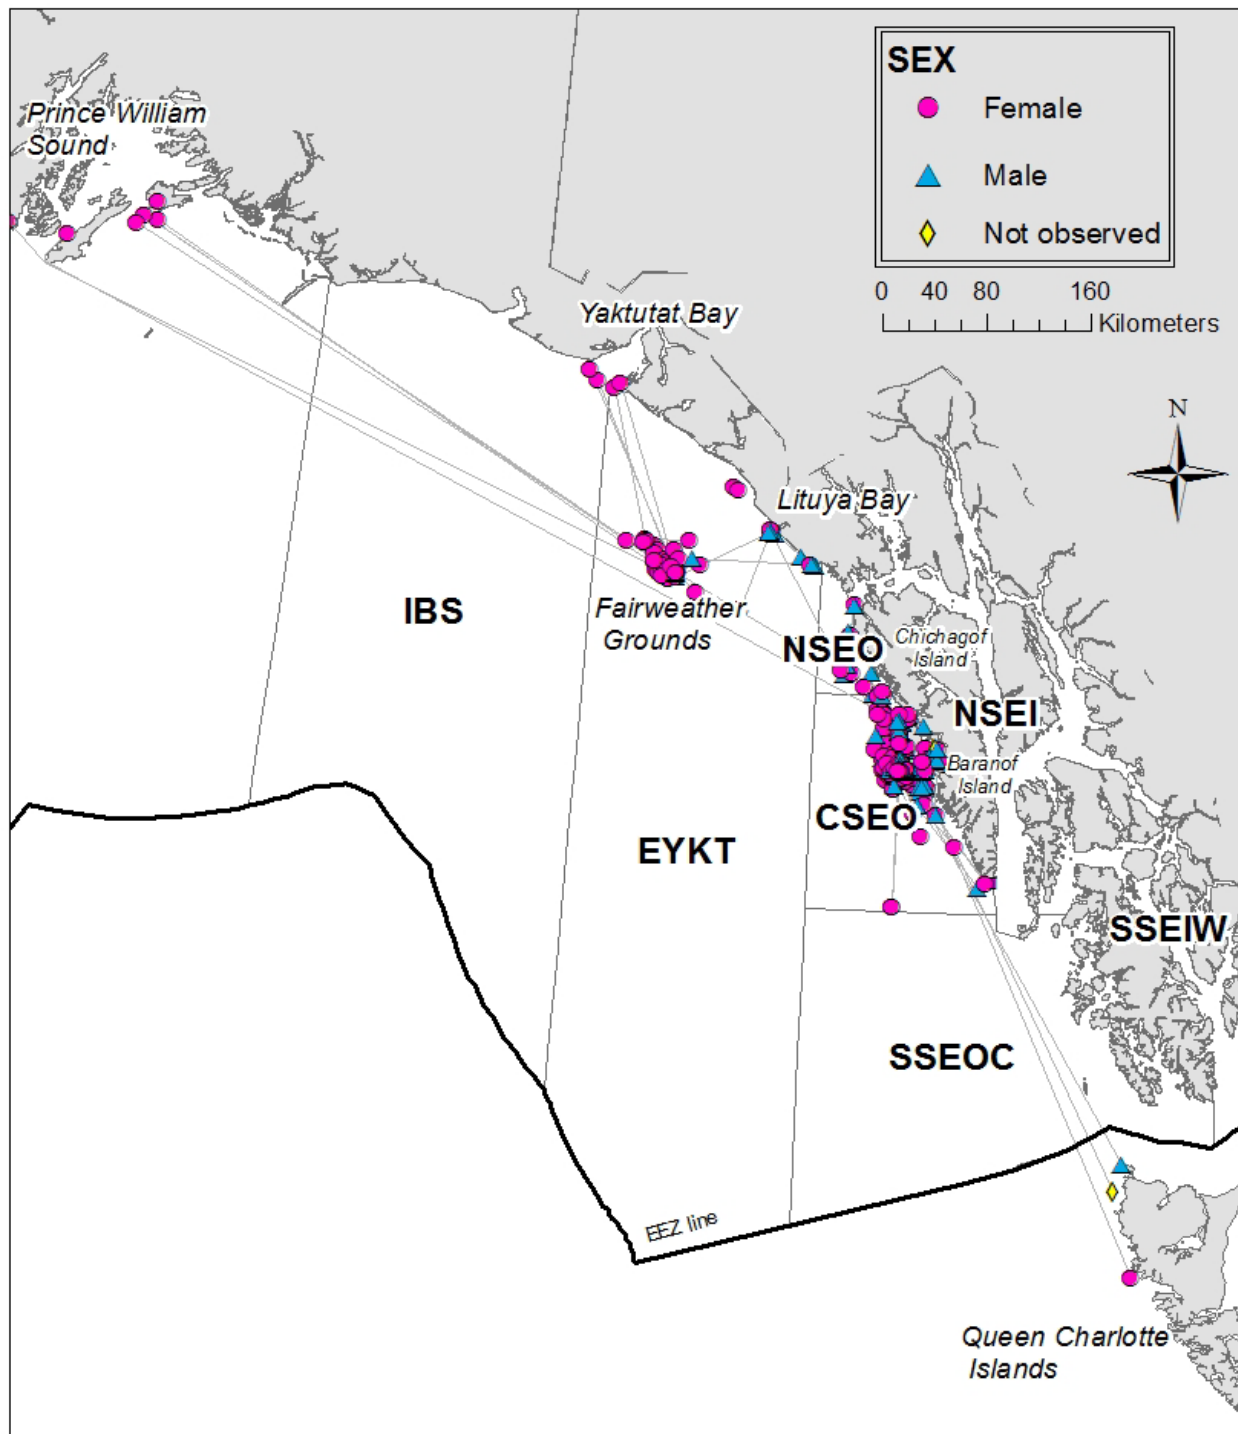 SEX
Female
Male
Not observed
0 40 80 160
Kilometers
N
Prince William
Sound
Yaktutat Bay
Lituya Bay
Fairweather
Grounds
IBS
NSEO
Chichagof
Island
NSEI
Baranof
Island
CSEO
EYKT
SSEIW
SSEOC
EEZ line
Queen Charlotte
Islands